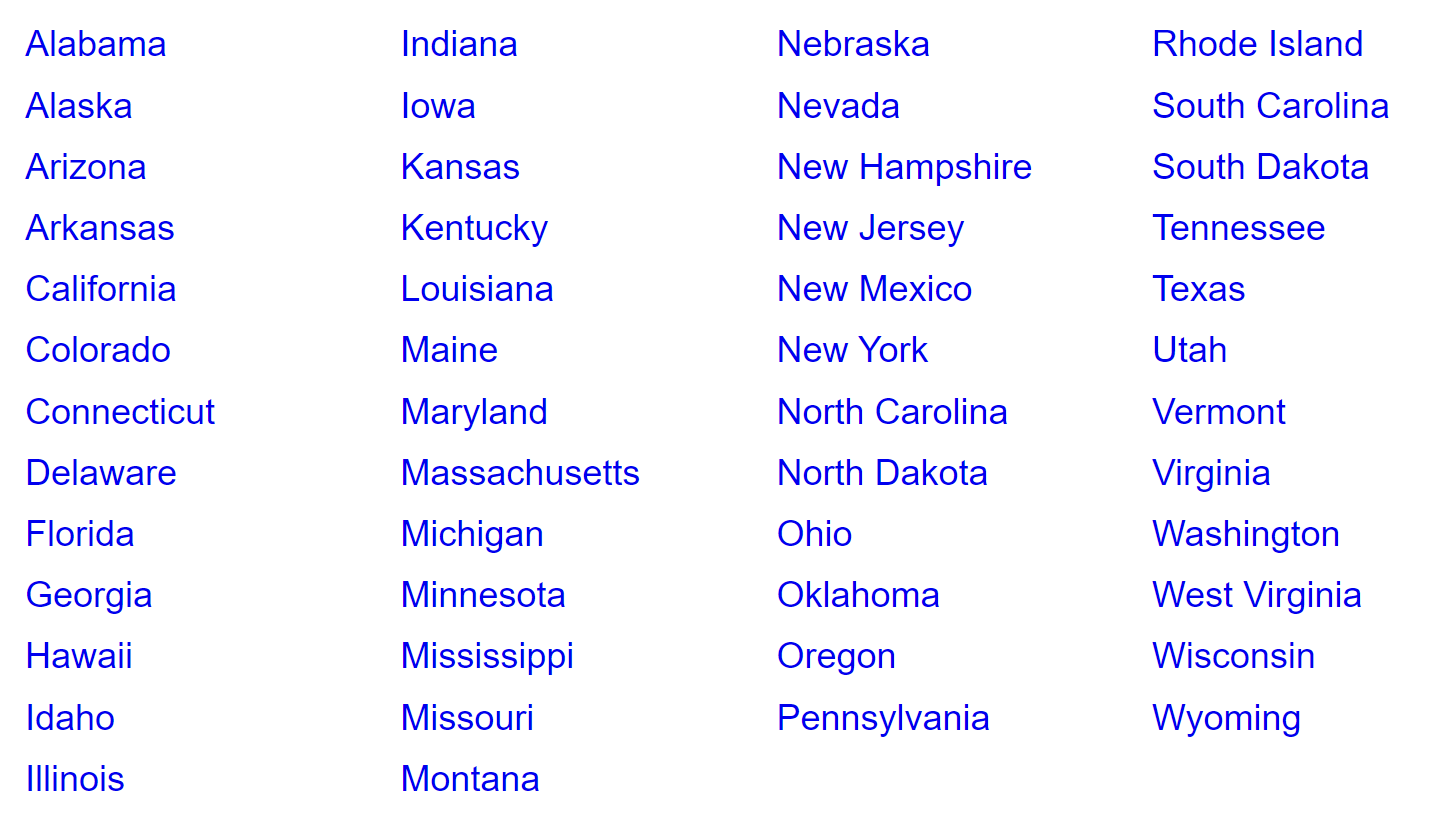 Alabama
Alaska
Arizona
Arkansas
California
Colorado
Connecticut
Delaware
Florida
Georgia
Hawaii
Idaho
Illinois
Indiana
Iowa
Kansas
Kentucky
Louisiana
Maine
Maryland
Massachusetts
Michigan
Minnesota
Mississippi
Missouri
Montana
Nebraska
Nevada
New Hampshire
New Jersey
New Mexico
New York
North Carolina
North Dakota
Ohio
Oklahoma
Oregon
Pennsylvania
Rhode Island
South Carolina
South Dakota
Tennessee
Texas
Utah
Vermont
Virginia
Washington
West Virginia
Wisconsin
Wyoming